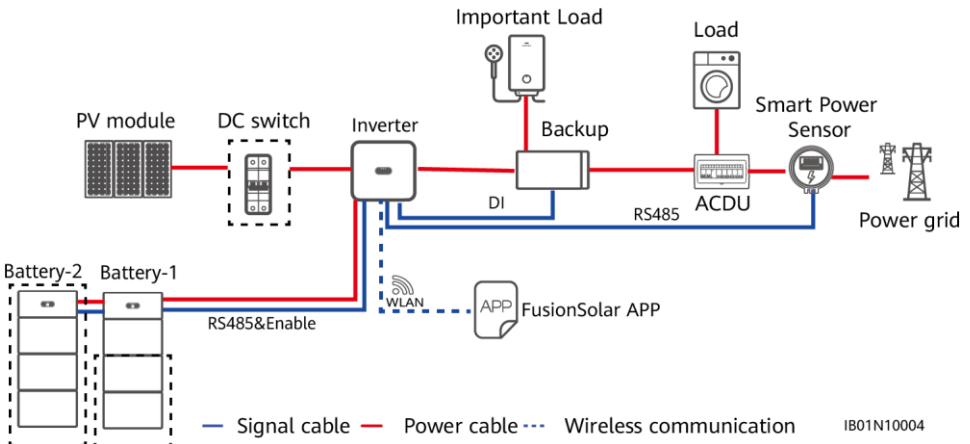 Important Load
Load
Smart Power
Sensor
PV module
DC switch
Inverter
Backup
DI
RS485
ACDU
Power grid
Battery-2
Battery-1
WLAN
APP
FusionSolar APP
RS485&Enable
Signal cable
Power cable
Wireless communication
IB01N10004